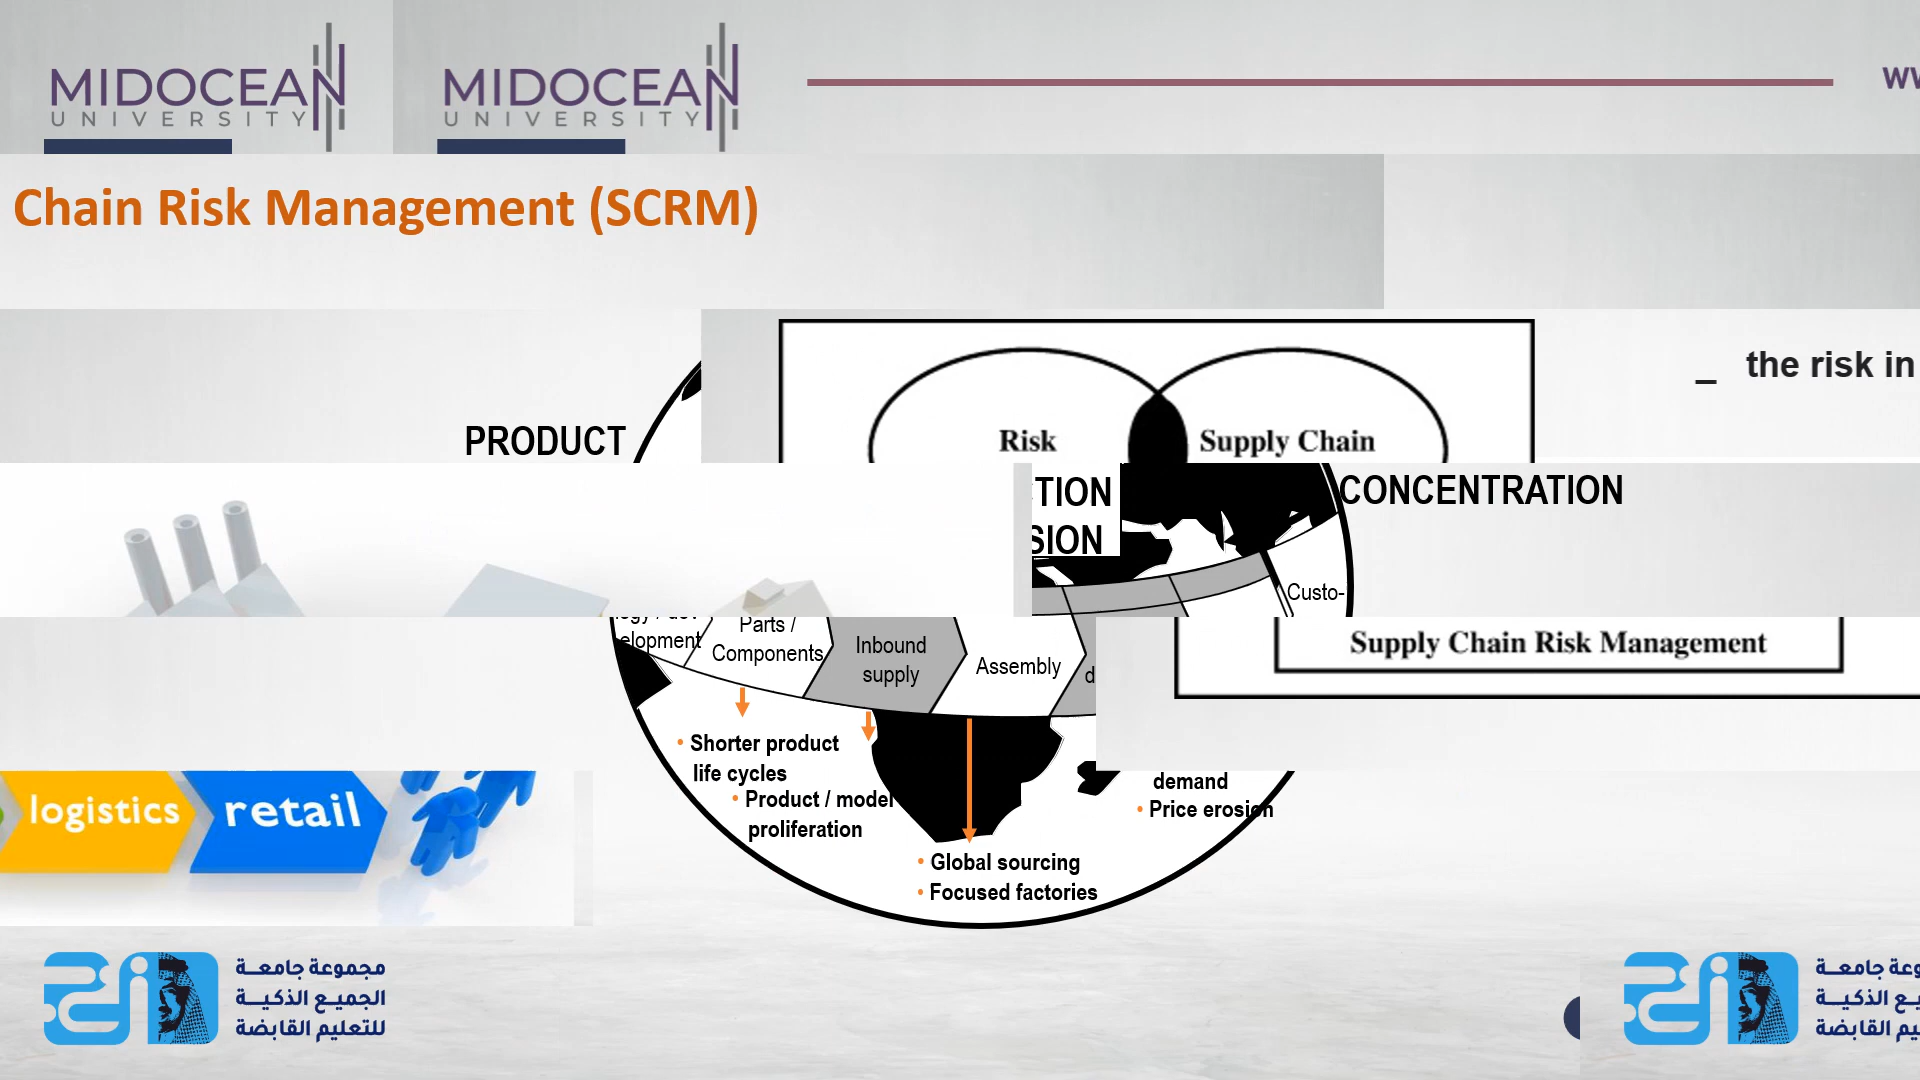 MIDOCEAN
UNIVERSITY
MIDOCEAN
UNIVERSITY
Chain Risk Management (SCRM)
Risk
Supply Chain
_ the risk in
PRODUCT
CONCENTRATION
Custo-
elopment
Parts /
Components
Inbound
supply
Assembly
Supply Chain Risk Management
• Shorter product
life cycles
• Product / model
proliferation
demand
• Price erosion
logistics
retail
• Global sourcing
• Focused factories
مجموعة جامعة
الجميع الذكية
للتعليم القابضة